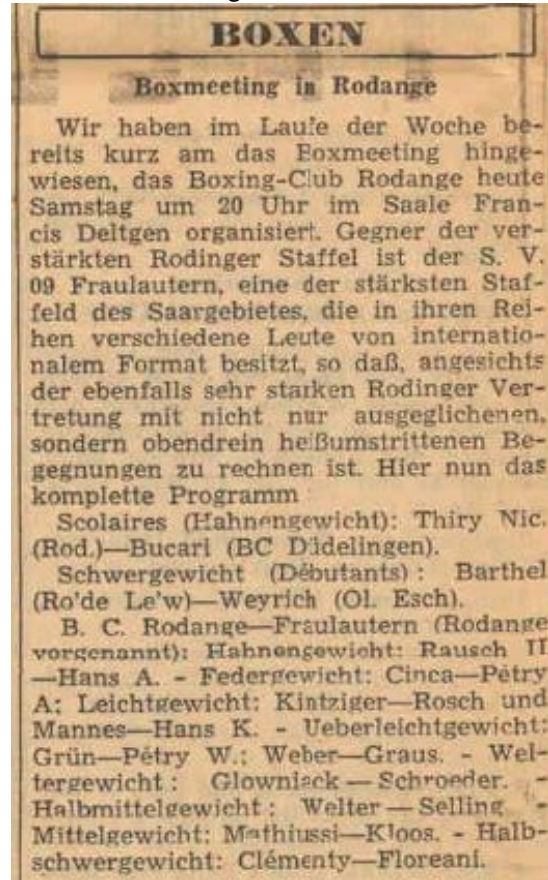 BOXEN
Boxmeeting in Rodange
Wir haben im Laufe der Woche be-
reits kurz am das Boxmeeting hinge-
wiesen, das Boxing-Club Rodange heute
Samstag um 20 Uhr im Saale Fran-
cis Deltgen organisiert. Gegner der ver-
stärkten Rodinger Staffel ist der S. V.
09 Fraulautern, eine der stärksten Staf-
feld des Saargebietes, die in ihren Rei-
hen verschiedene Leute von internatio-
nalem Format besitzt, so daß, angesichts
der ebenfalls sehr starken Rodinger Ver-
tretung mit nicht nur ausgeglichenen,
sondern obendrein heißumstrittenen Be-
gegnungen zu rechnen ist. Hier nun das
komplette Programm
Scolaires (Hahnengewicht): Thiry Nic.
(Rod.)—Bucari (BC Düdelingen).
Schwergewicht (Débutants) : Barthel
(Ro'de Le'w)—Weyrich (Ol. Esch).
B. C. Rodange—Fraulautern (Rodange
vorgenannt): Hahnengewicht: Rausch II
—Hans A. - Federgewicht: Cinca—Pétry
A; Leichtgewicht: Kintziger—Rosch und
Mannes—Hans K. - Ueberleichtgewicht:
Grün—Pétry W.; Weber—Graus. - Wel-
tergewicht : Glowniack — Schroeder. -
Halbmittelgewicht : Welter — Selling -
Mittelgewicht: Mathiussi—Kloos. - Halb-
schwergewicht: Clémenty—Floreani.